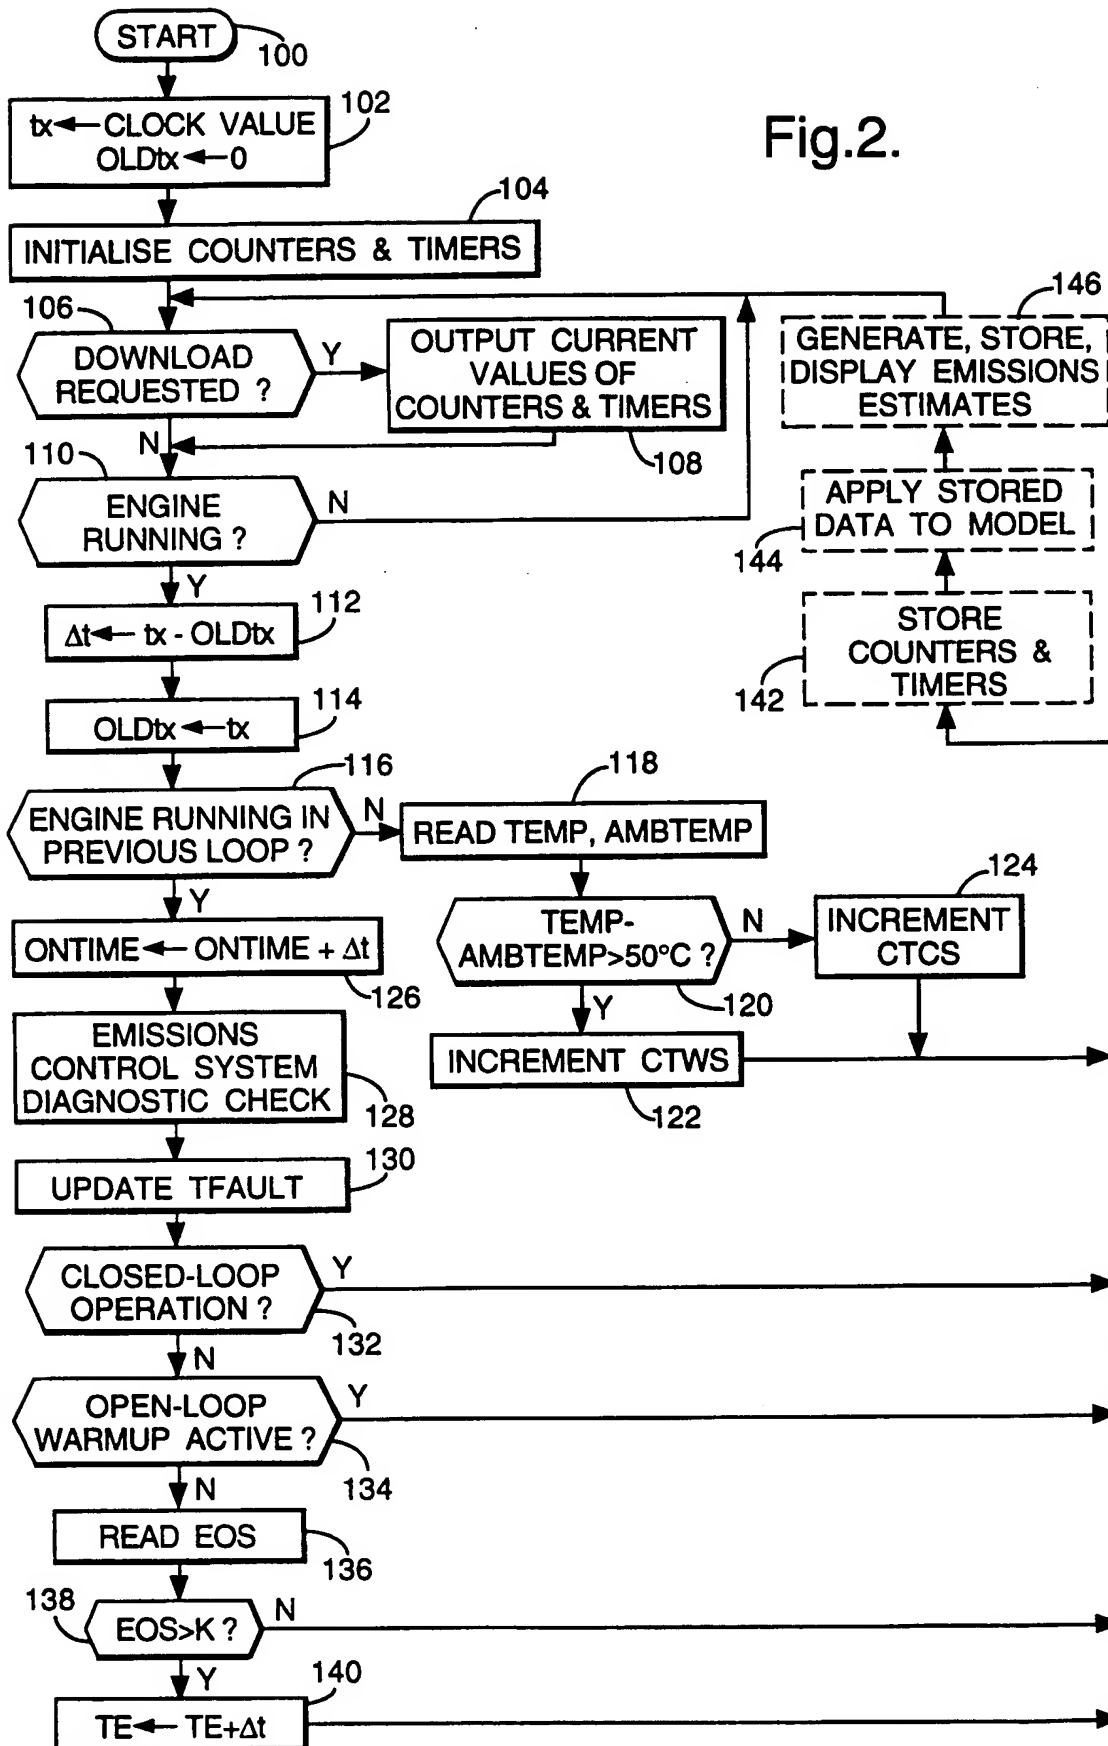 START
100
tx←CLOCK VALUE
OLDtx←0
102
Fig.2.
104
INITIALISE COUNTERS & TIMERS
106
DOWNLOAD
REQUESTED ?
Y
N
OUTPUT CURRENT
VALUES OF
COUNTERS & TIMERS
108
146
GENERATE, STORE,
DISPLAY EMISSIONS
ESTIMATES
110
ENGINE
RUNNING ?
N
Y
APPLY STORED
DATA TO MODEL
144
112
Δt← tx - OLDtx
STORE
COUNTERS &
TIMERS
142
114
OLDtx←tx
116
ENGINE RUNNING IN
PREVIOUS LOOP ?
N
Y
118
READ TEMP, AMBTEMP
TEMP-
AMBTEMP>50°C ?
N
Y
120
124
INCREMENT
CTCS
ONTIME← ONTIME + Δt
126
INCREMENT CTWS
122
EMISSIONS
CONTROL SYSTEM
DIAGNOSTIC CHECK
128
130
UPDATE TFAULT
CLOSED-LOOP
OPERATION ?
Y
132
N
OPEN-LOOP
WARMUP ACTIVE ?
Y
134
N
READ EOS
136
138
EOS>K ?
N
Y
140
TE← TE+Δt